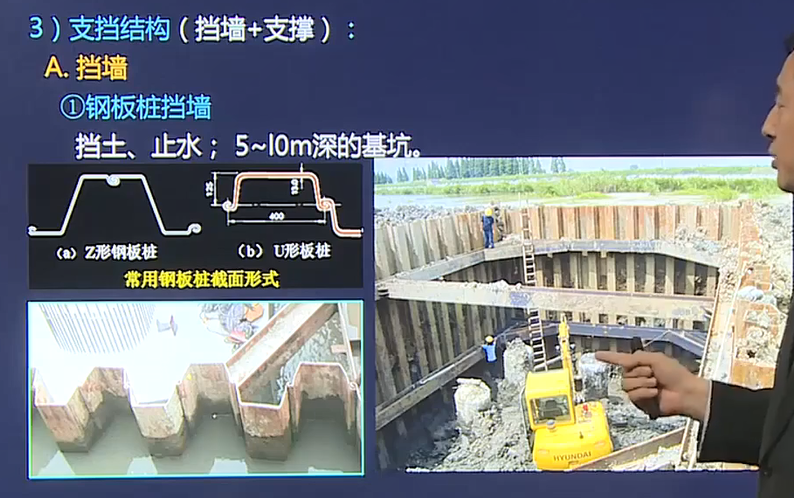 3）支挡结构（挡墙+支撑）：
A. 挡墙
①钢板桩挡墙
挡土、止水； 5~l0m深的基坑。
400
（a）Z形钢板桩
（b）U形板桩
常用钢板桩截面形式
HYUNDAI